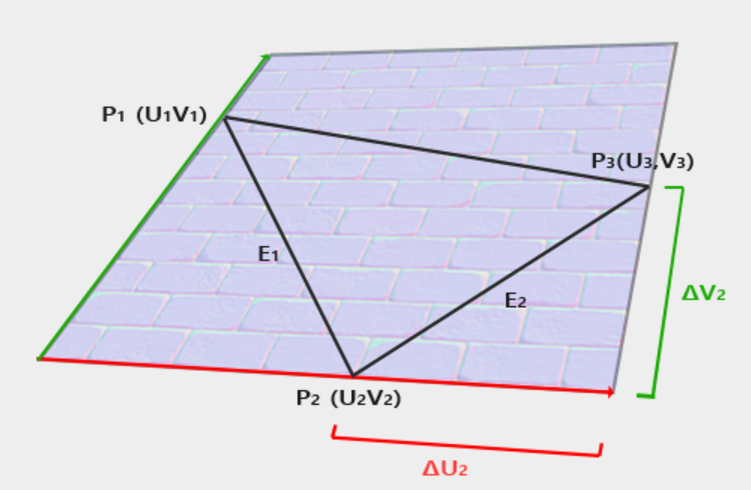 P₁ (U₁V₁)
P₃(U₃,V₃)
E₁
E₂
ΔV₂
P₂ (U₂V₂)
ΔU₂